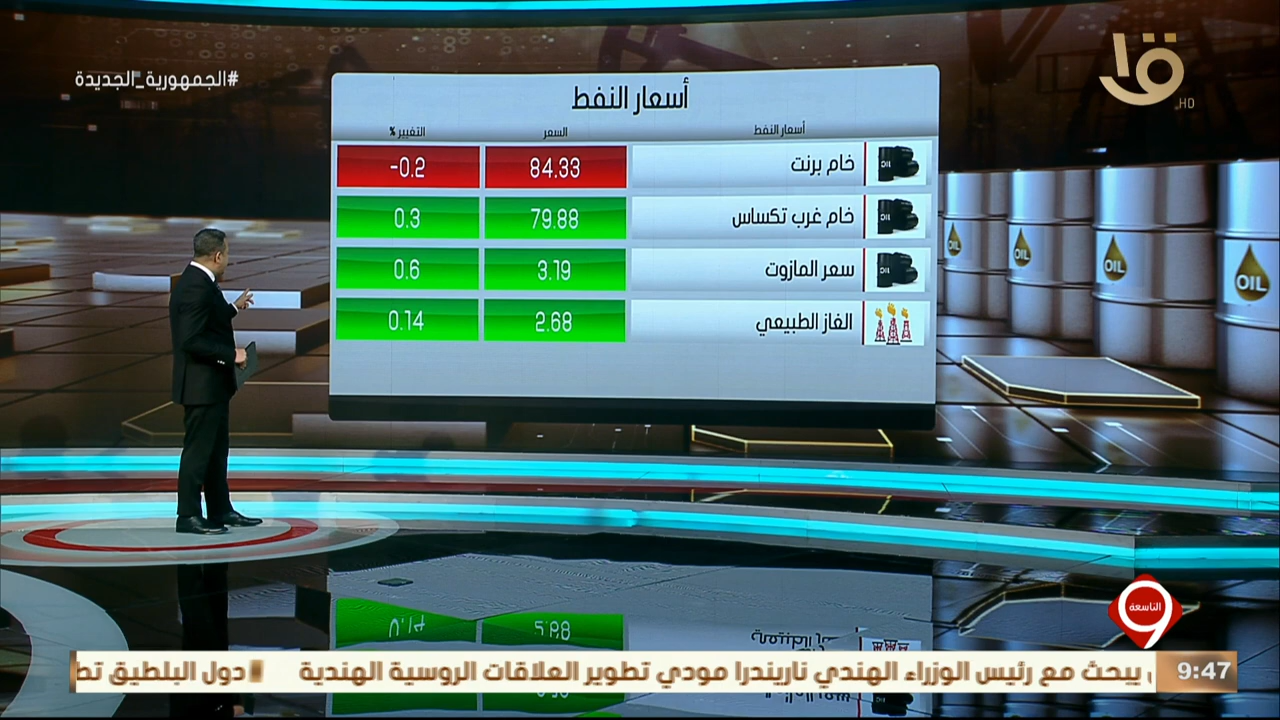 #الجمهورية_الجديدة
HD
أسعار النفط
أسعار النفط السعر التغيير %
خام برنت 84.33 -0.2
خام غرب تكساس 79.88 0.3
سعر المازوت 3.19 0.6
الغاز الطبيعي 2.68 0.14
OIL
OIL
OIL
OIL
التاسعة
9
9:47
يبحث مع رئيس الوزراء الهندي ناريندرا مودي تطوير العلاقات الروسية الهندية دول البلطيق